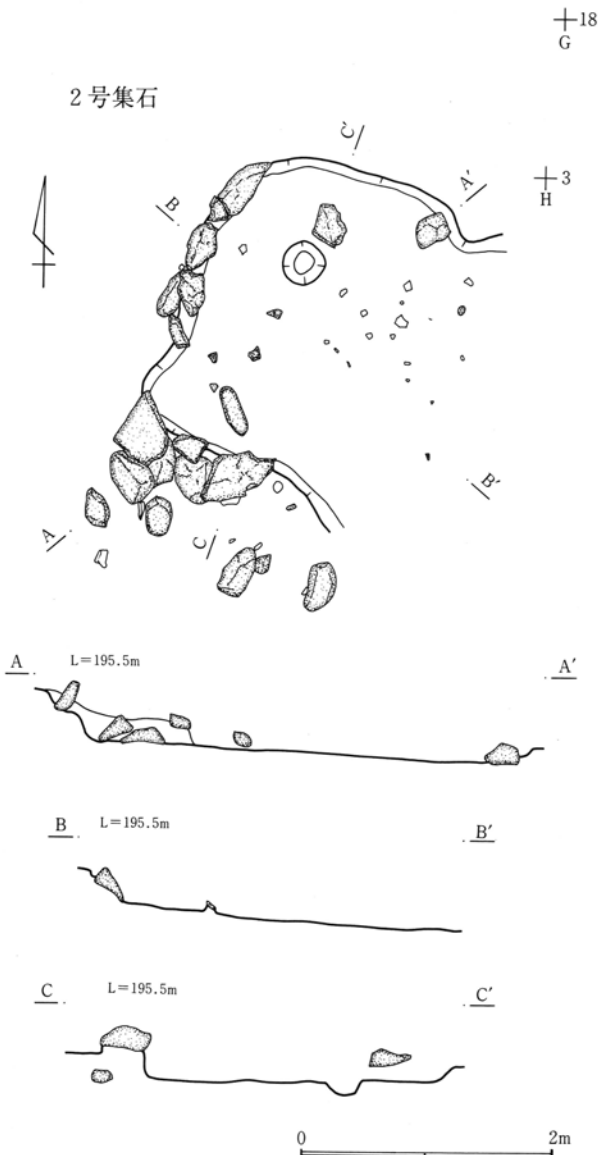 18
G
2号集石
C′
A′
3
H
B
B′
A
C
A L=195.5m A′
B L=195.5m B′
C L=195.5m C′
0 2m